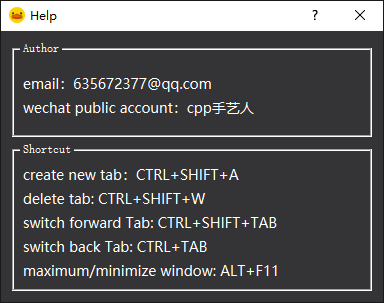 Help
Author
email：635672377@qq.com
wechat public account：cpp手艺人
Shortcut
create new tab：CTRL+SHIFT+A
delete tab: CTRL+SHIFT+W
switch forward Tab: CTRL+SHIFT+TAB
switch back Tab: CTRL+TAB
maximum/minimize window: ALT+F11